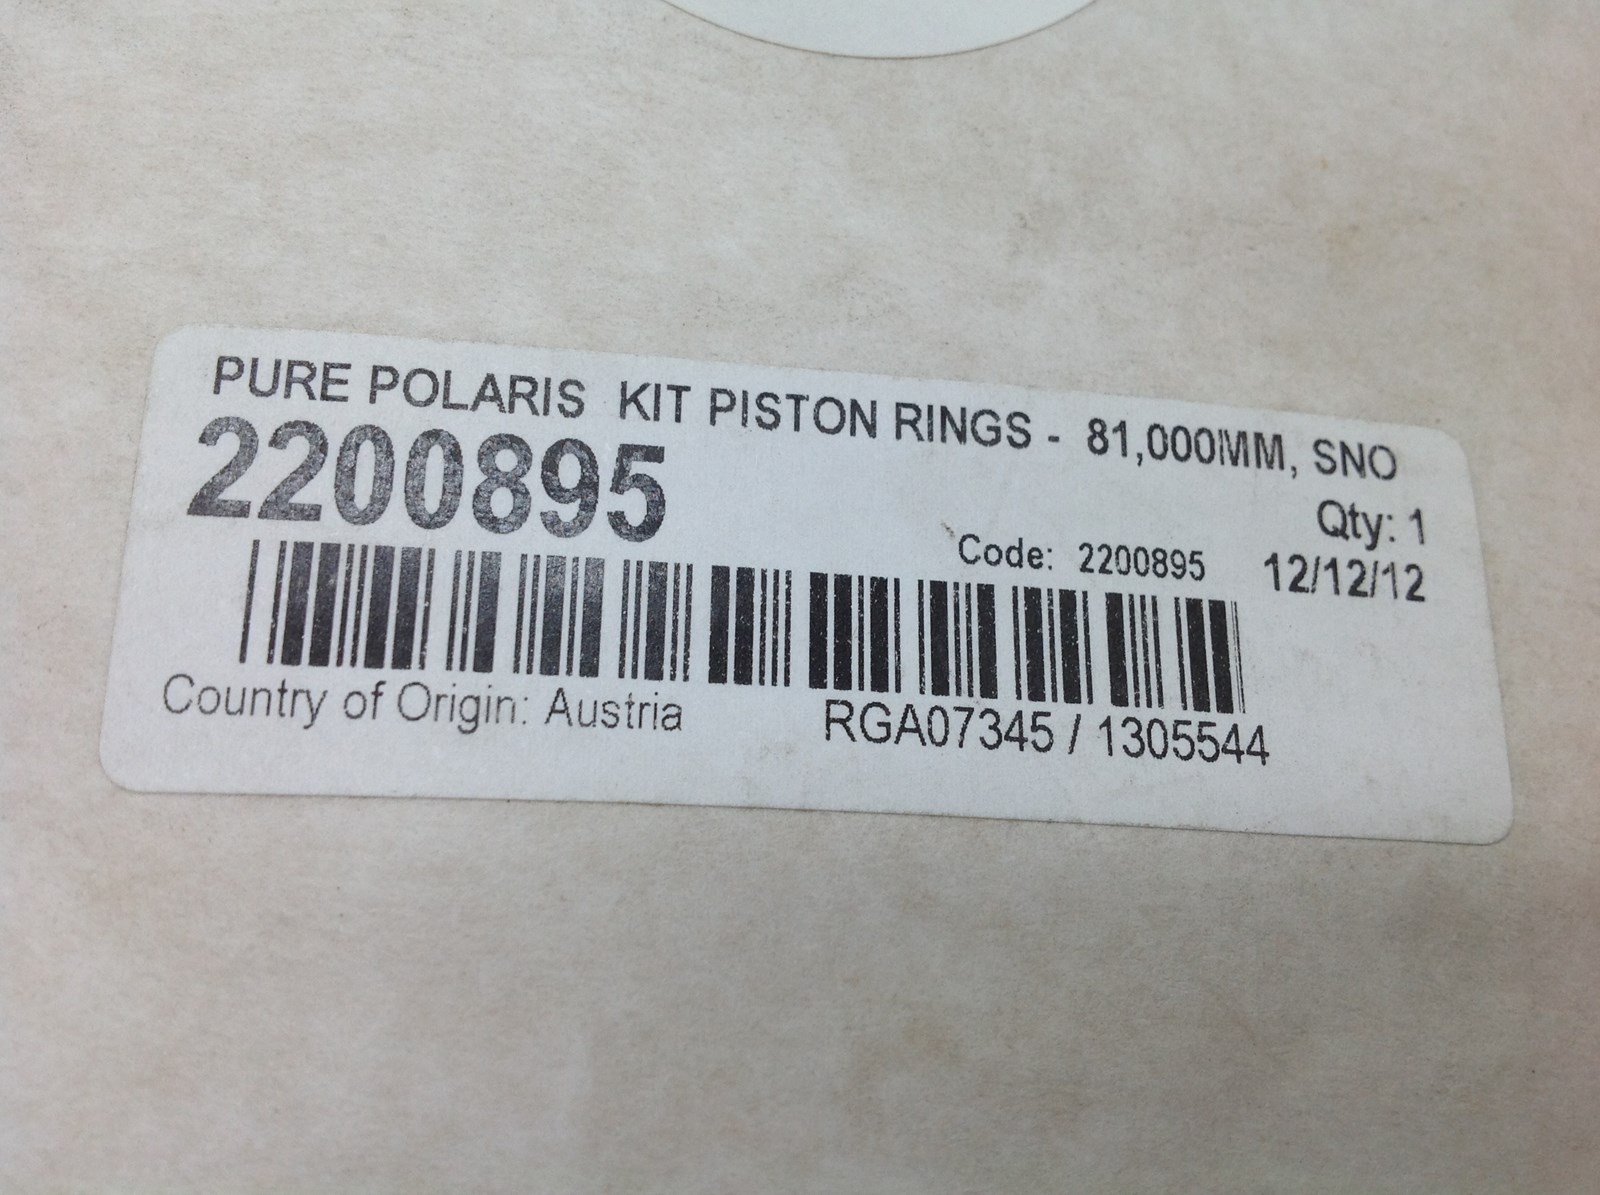 PURE POLARIS KIT PISTON RINGS - 81,000MM, SNO
2200895
Qty: 1
Code: 2200895 12/12/12
Country of Origin: Austria RGA07345 / 1305544